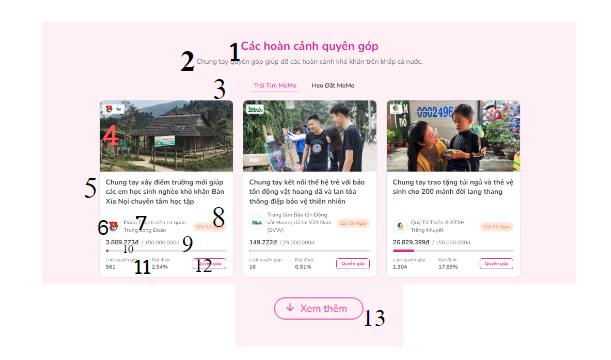 Các hoàn cảnh quyên góp
1
2
Chung tay quyên góp giúp đỡ các hoàn cảnh khó khăn trên khắp cả nước.
3
Trái Tim MoMo
Heo Đất MoMo
4
0902496
5
Chung tay xây điểm trường mới giúp
các em học sinh nghèo khó khăn Bản
Xía Nọi chuyên tâm học tập
6
7
8
3.809.273đ / 150.000.000đ
9
10
Lượt quyên góp
561
11
Đạt được
2.54%
12
Quyên góp
Chung tay kết nối thế hệ trẻ với bảo
tồn động vật hoang dã và lan tỏa
thông điệp bảo vệ thiên nhiên
Trung tâm Bảo tồn Động
vật Hoang dã tại Việt Nam
(SVW)
149.222đ / 29.000.000đ
Lượt quyên góp
16
Đạt được
0.51%
Quyên góp
Chung tay trao tặng túi ngủ và thẻ vệ
sinh cho 200 mảnh đời lang thang
Quỹ Từ Thiện & BTXH
Trăng Khuyết
26.829.399đ / 150.000.000đ
Lượt quyên góp
1.304
Đạt được
17.89%
Quyên góp
Xem thêm
13